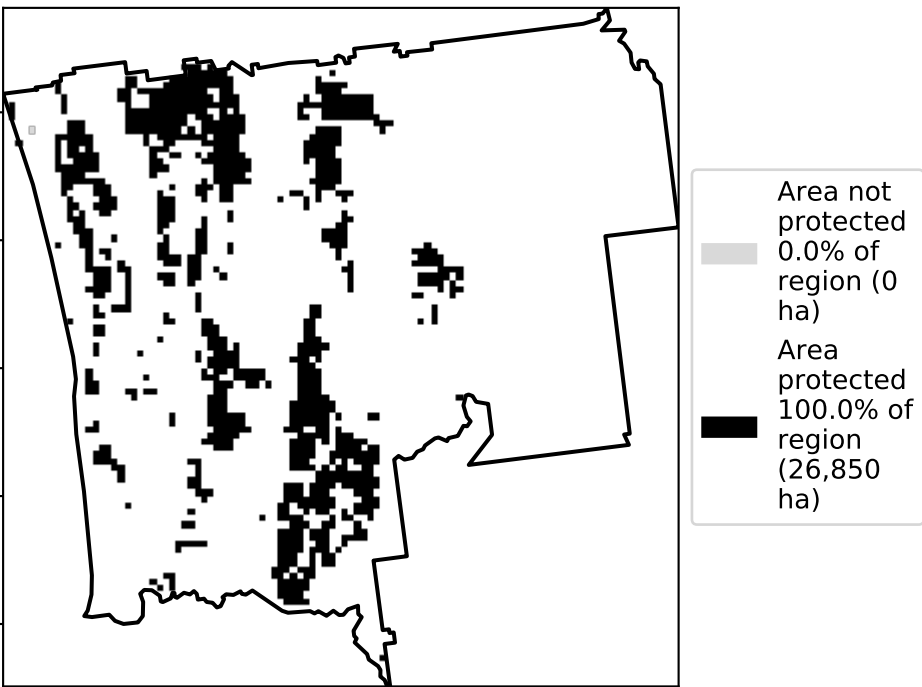 Area not
protected
0.0% of
region (0
ha)
Area
protected
100.0% of
region
(26,850
ha)